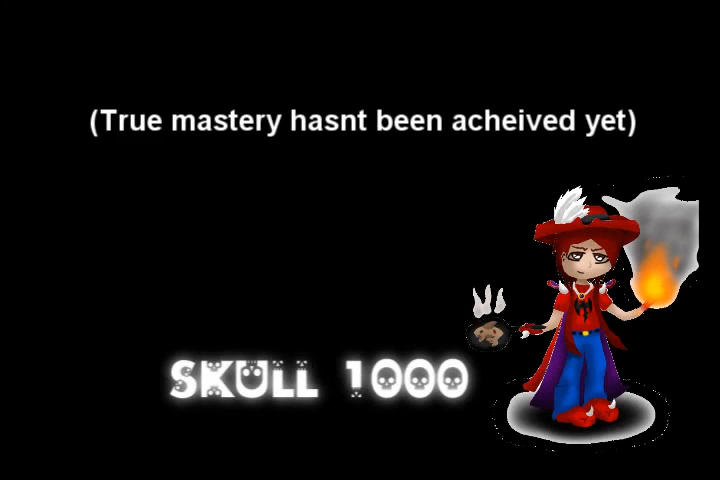 (True mastery hasnt been acheived yet)
SKULL 1000